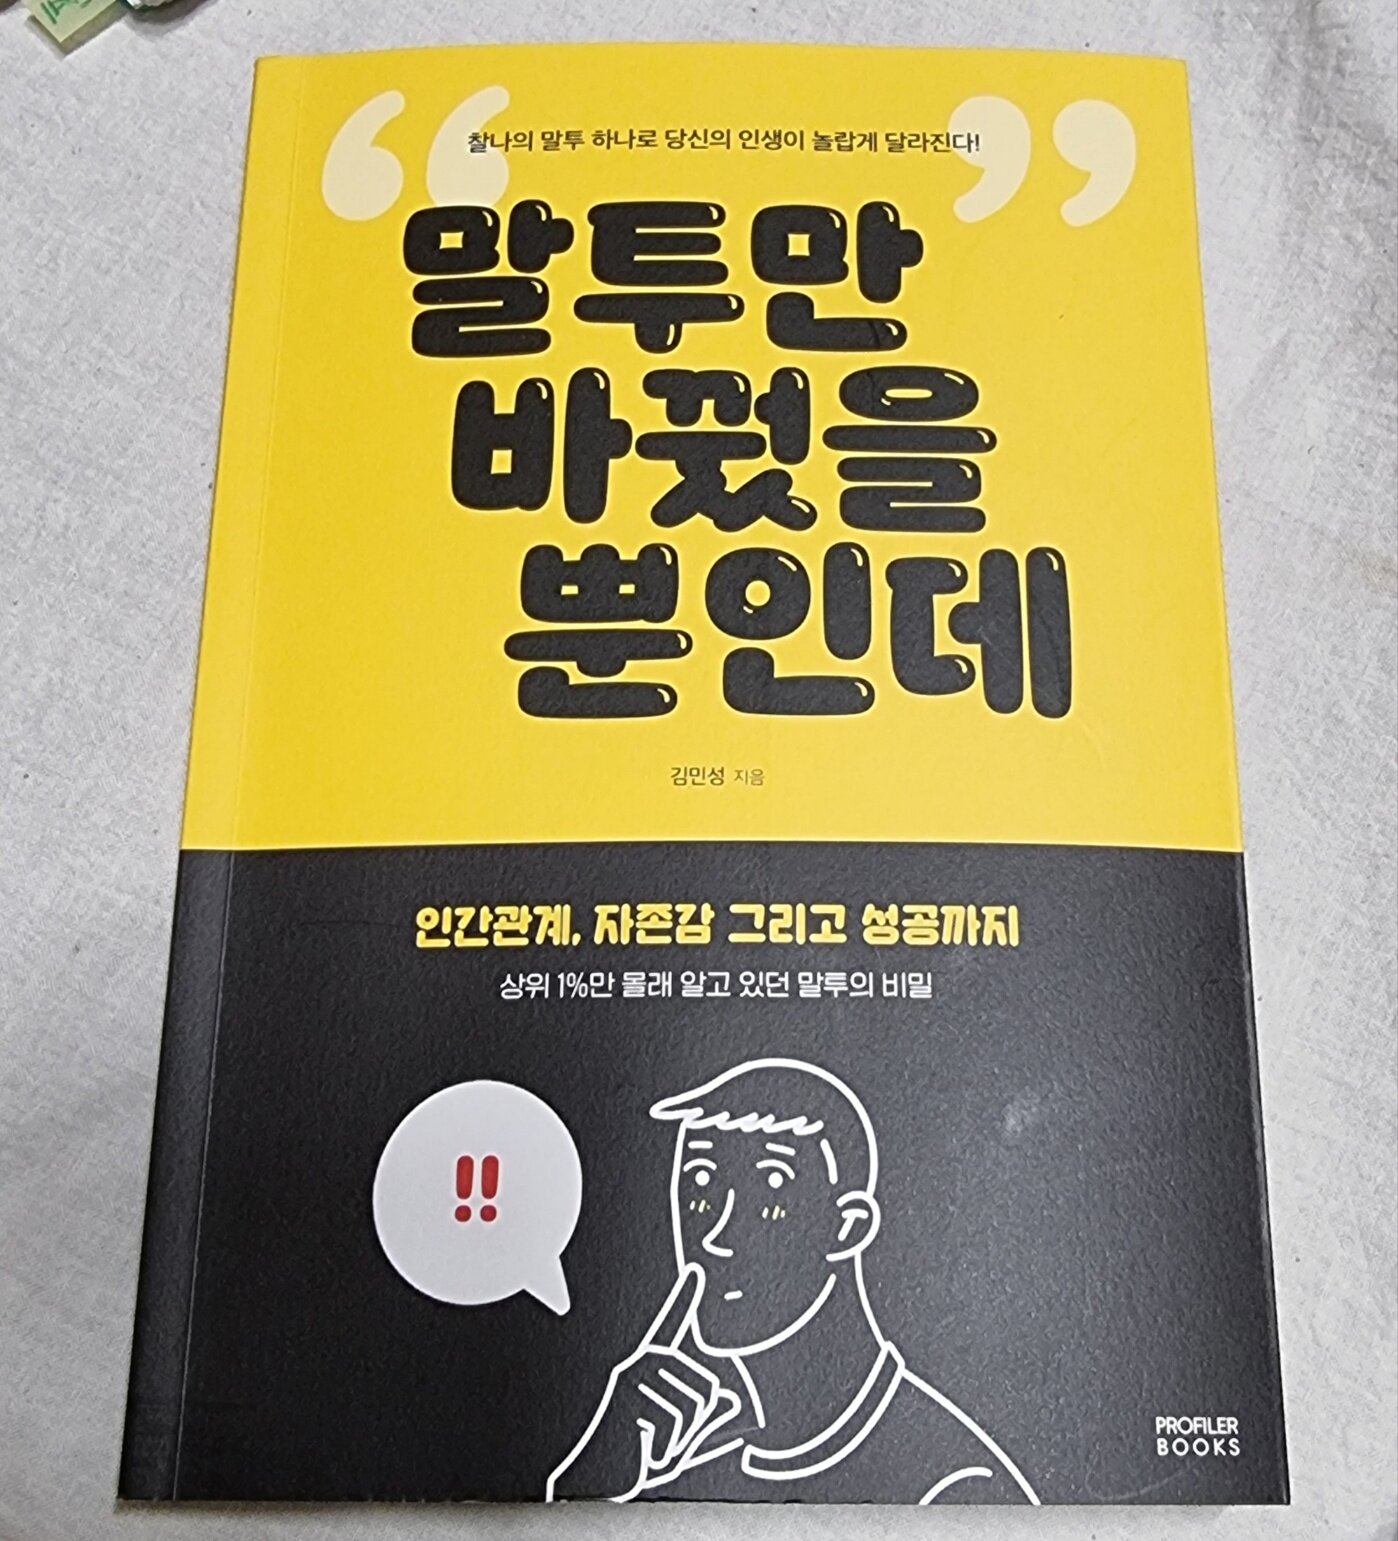 찰나의 말투 하나로 당신의 인생이 놀랍게 달라진다!
“말투만
바꿨을
뿐인데”
김민성 지음
인간관계, 자존감 그리고 성공까지
상위 1%만 몰래 알고 있던 말투의 비밀
!!
PROFILER
BOOKS